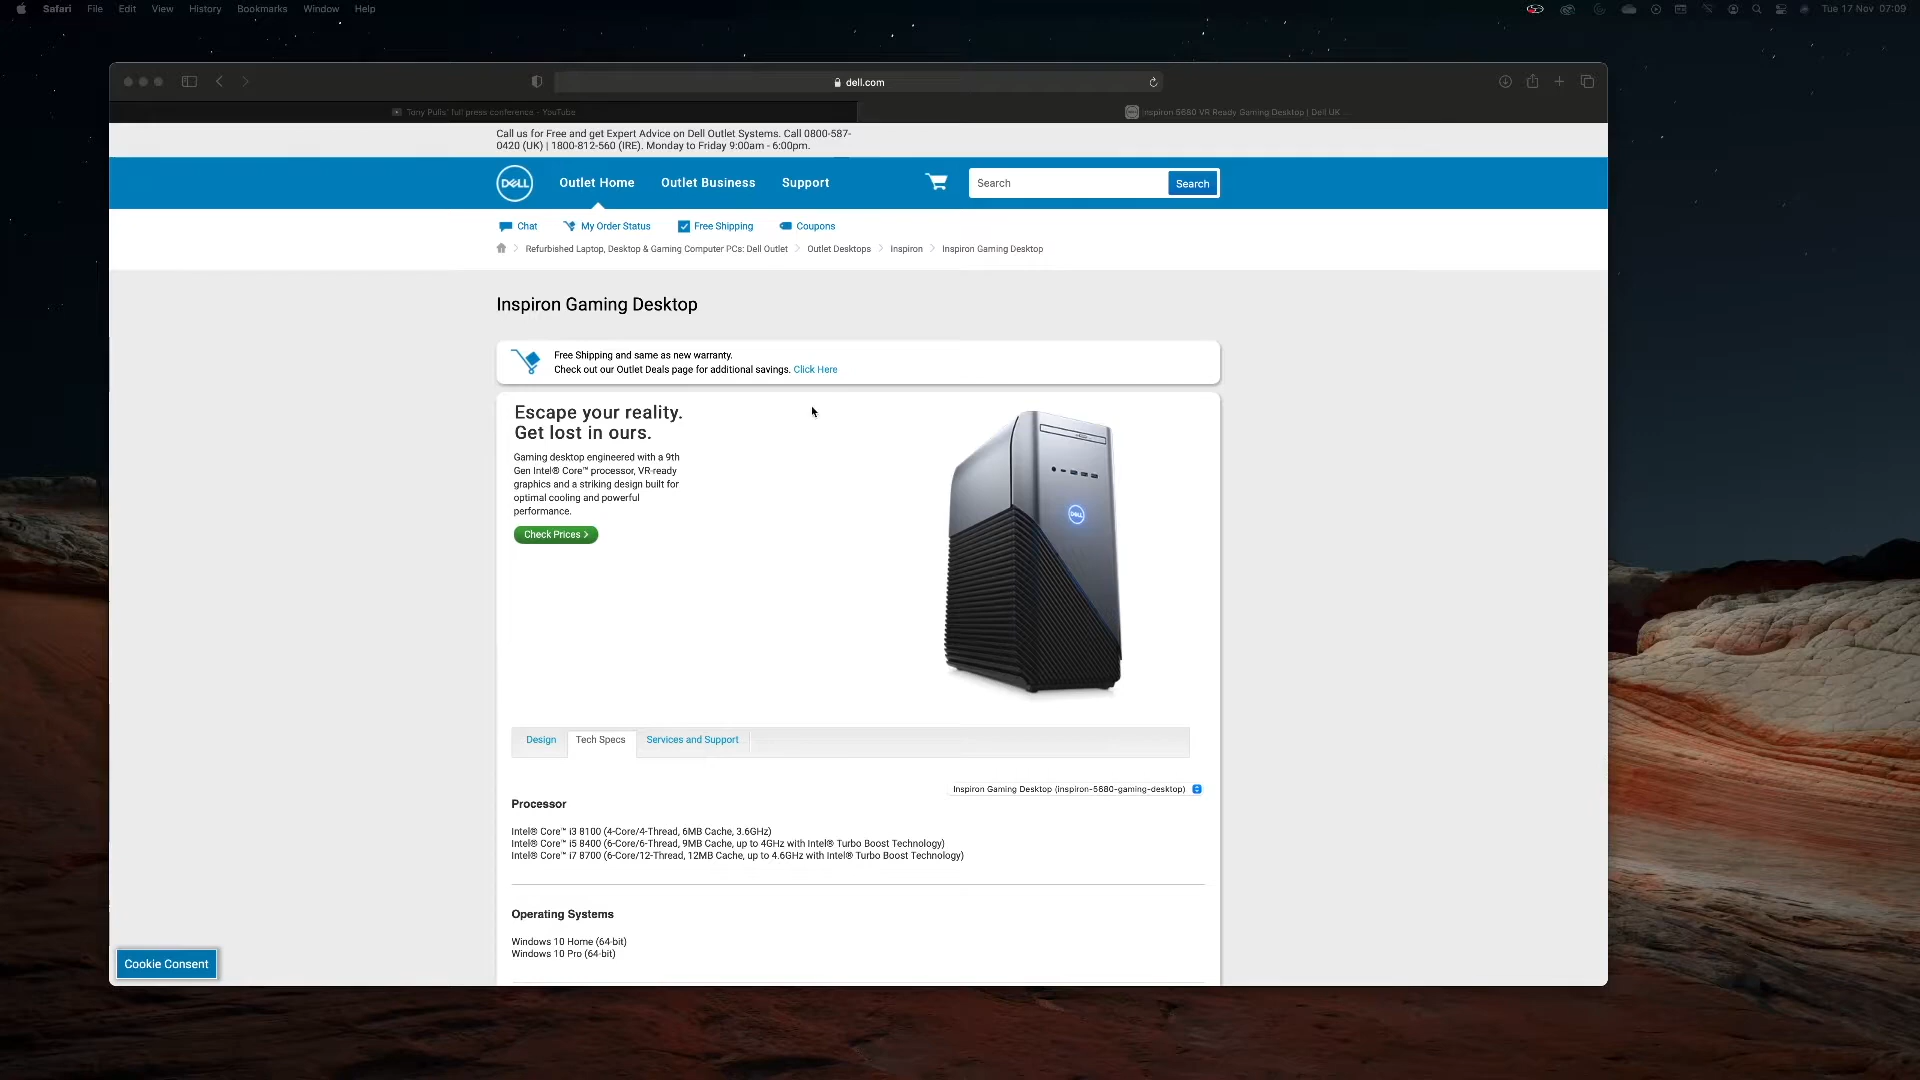 Safari File Edit View History Bookmarks Window Help
Tue 17 Nov 07:09
dell.com
Tony Pulis' full press conference - YouTube
Inspiron 5680 VR Ready Gaming Desktop | Dell UK
Call us for Free and get Expert Advice on Dell Outlet Systems. Call 0800-587-
0420 (UK) | 1800-812-560 (IRE). Monday to Friday 9:00am - 6:00pm.
DELL
Outlet Home
Outlet Business
Support
Search
Search
Chat
My Order Status
Free Shipping
Coupons
Refurbished Laptop, Desktop & Gaming Computer PCs: Dell Outlet
Outlet Desktops
Inspiron
Inspiron Gaming Desktop
Inspiron Gaming Desktop
Free Shipping and same as new warranty.
Check out our Outlet Deals page for additional savings. Click Here
Escape your reality.
Get lost in ours.
Gaming desktop engineered with a 9th
Gen Intel® Core™ processor, VR-ready
graphics and a striking design built for
optimal cooling and powerful
performance.
Check Prices >
DELL
Design
Tech Specs
Services and Support
Inspiron Gaming Desktop (inspiron-5680-gaming-desktop)
Processor
Intel® Core™ i3 8100 (4-Core/4-Thread, 6MB Cache, 3.6GHz)
Intel® Core™ i5 8400 (6-Core/6-Thread, 9MB Cache, up to 4GHz with Intel® Turbo Boost Technology)
Intel® Core™ i7 8700 (6-Core/12-Thread, 12MB Cache, up to 4.6GHz with Intel® Turbo Boost Technology)
Operating Systems
Windows 10 Home (64-bit)
Windows 10 Pro (64-bit)
Cookie Consent